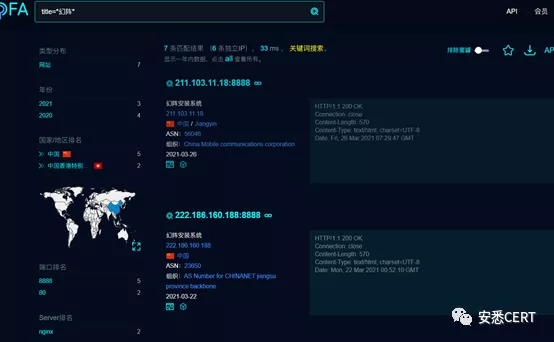 FA
title="幻阵"
API
会员
7 条匹配结果 （6 条独立IP），33 ms ，关键词搜索。
显示一年内数据，点击 all 查看所有。
排除蜜罐
AP
类型分布
网站 7
年份
2021 3
2020 4
国家/地区排名
中国 5
中国香港特别... 2
端口排名
8888 5
80 2
Server排名
nginx 2
211.103.11.18:8888
幻阵安装系统
211.103.11.18
中国 / Jiangyin
ASN: 56046
组织: China Mobile communications corporation
2021-03-26
HTTP/1.1 200 OK
Connection: close
Content-Length: 570
Content-Type: text/html; charset=UTF-8
Date: Fri, 26 Mar 2021 07:29:47 GMT
222.186.160.188:8888
幻阵安装系统
222.186.160.188
中国
ASN: 23650
组织: AS Number for CHINANET jiangsu
province backbone
2021-03-22
HTTP/1.1 200 OK
Connection: close
Content-Length: 570
Content-Type: text/html; charset=UTF-8
Date: Mon, 22 Mar 2021 00:52:10 GMT
安悉CERT